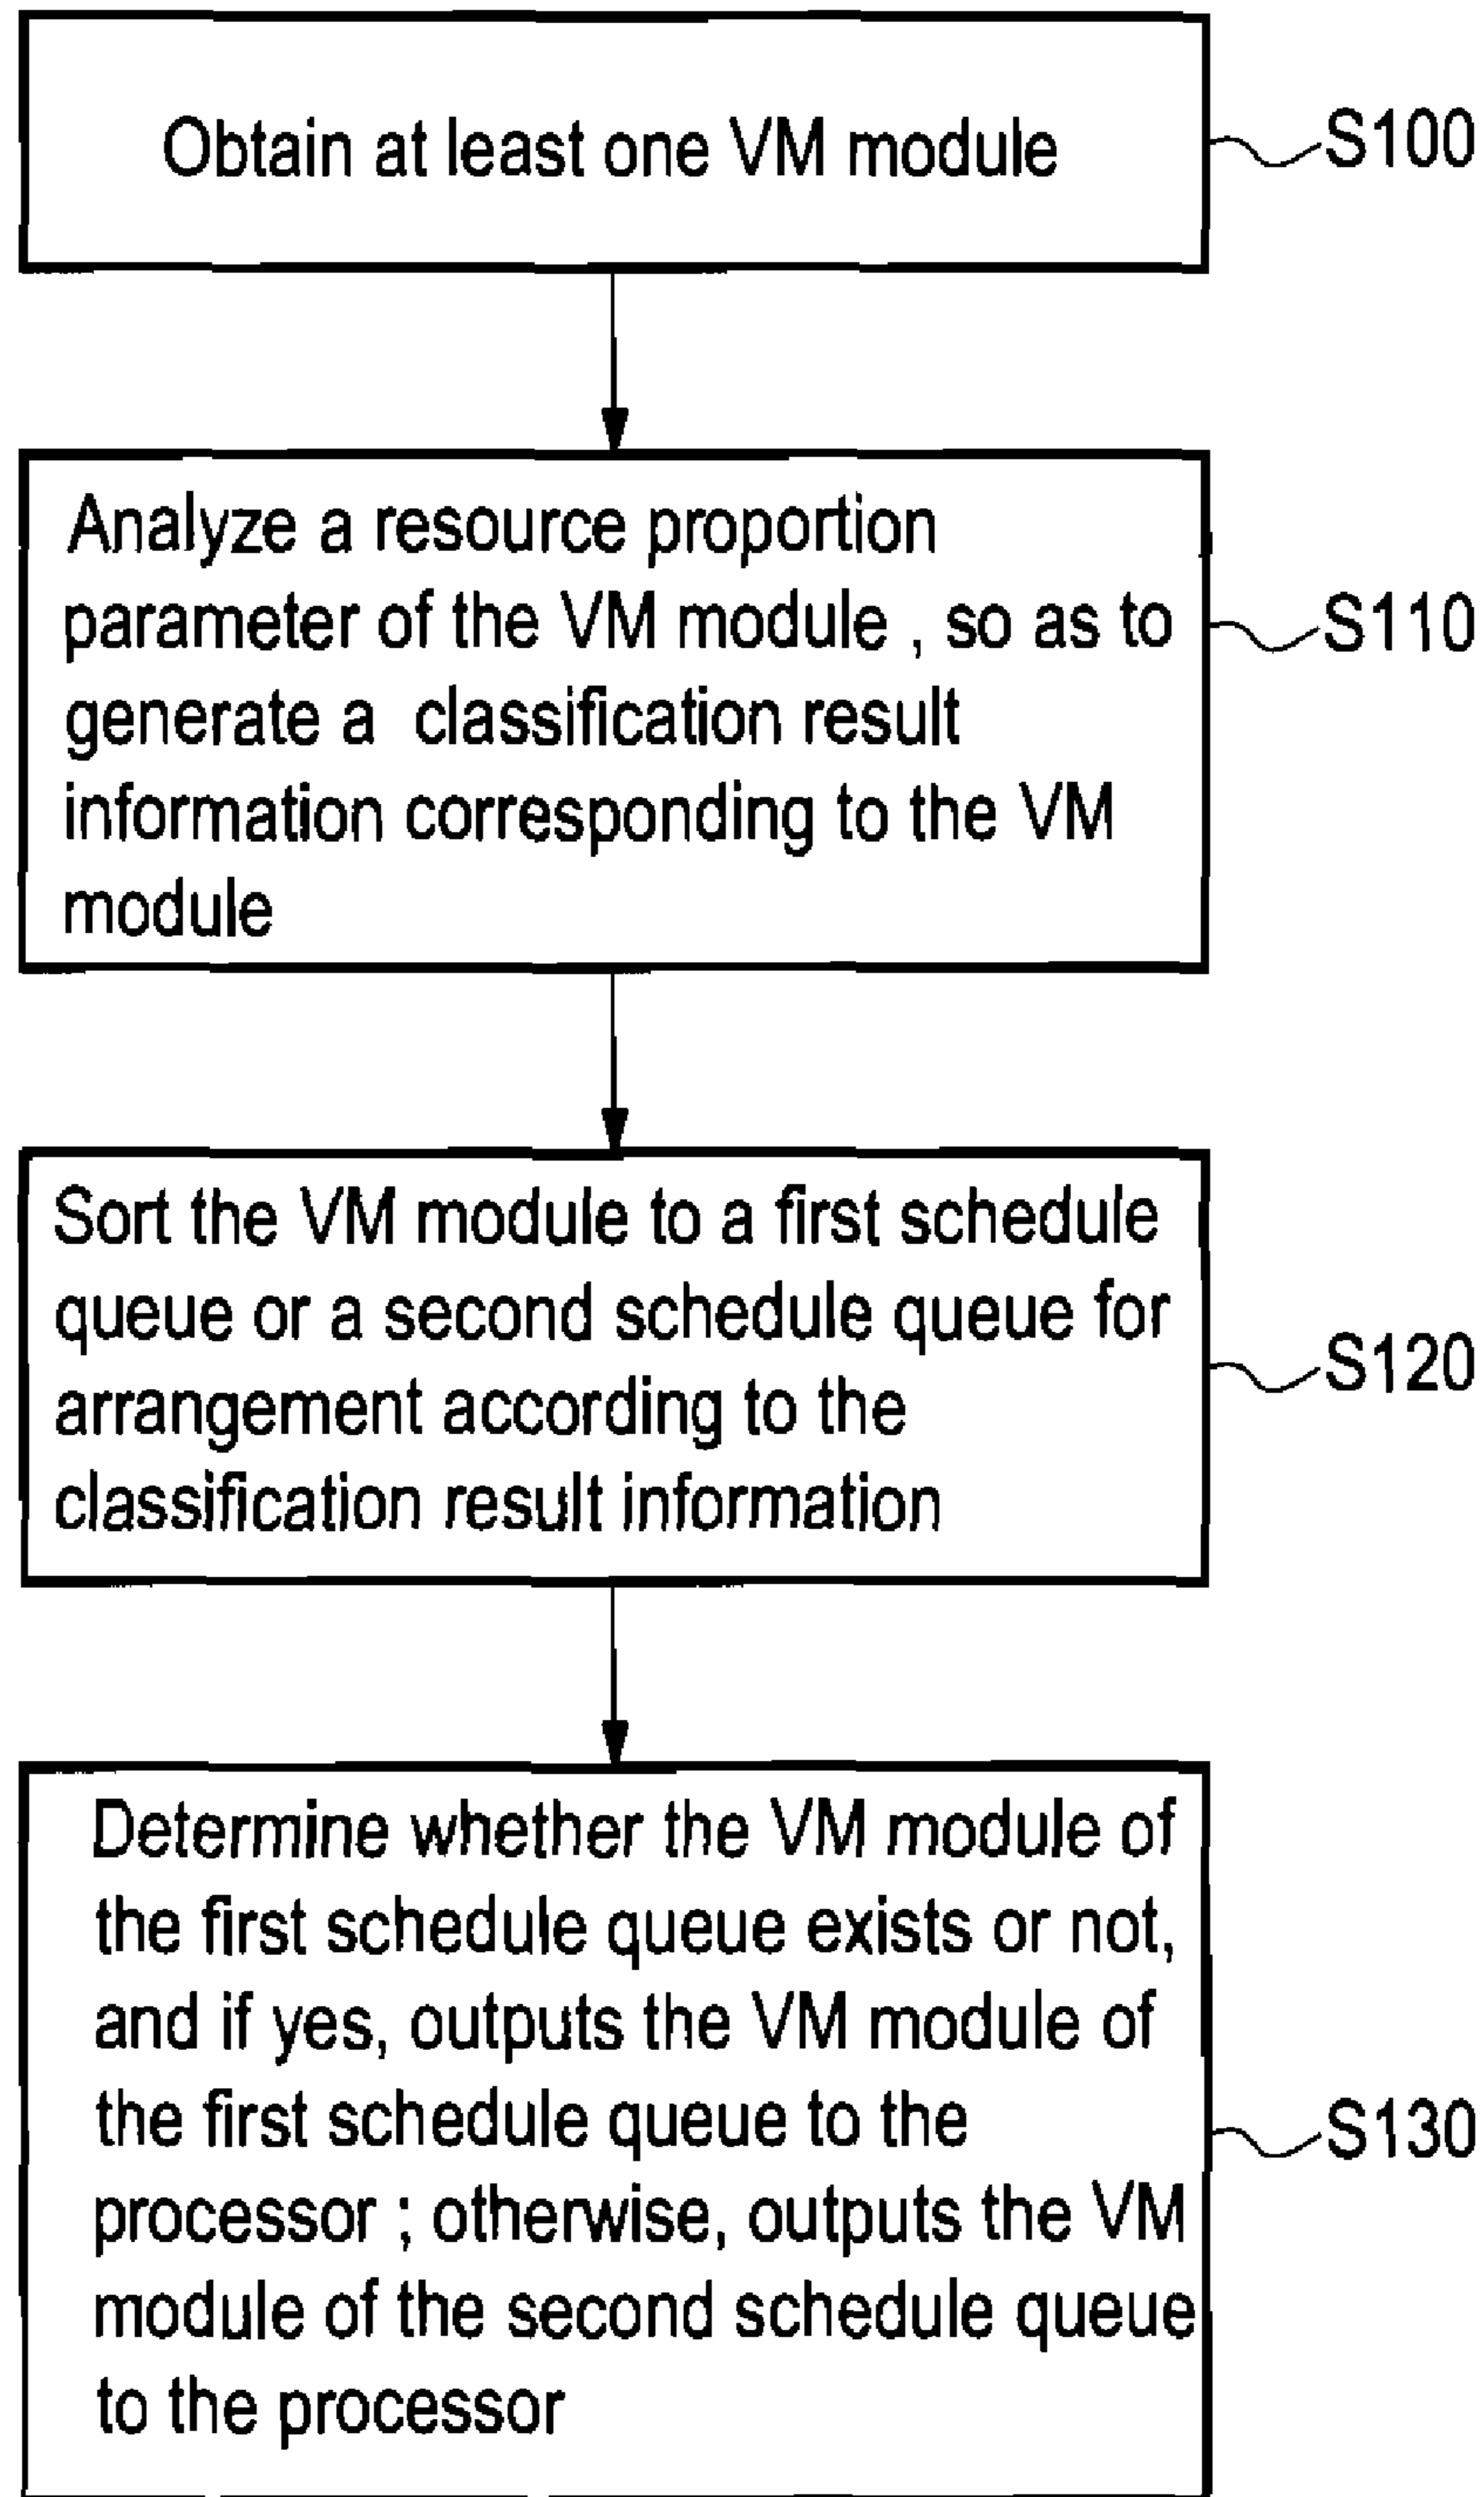 Obtain at least one VM module
S100
Analyze a resource proportion
parameter of the VM module , so as to
generate a classification result
information corresponding to the VM
module
S110
Sort the VM module to a first schedule
queue or a second schedule queue for
arrangement according to the
classification result information
S120
Determine whether the VM module of
the first schedule queue exists or not,
and if yes, outputs the VM module of
the first schedule queue to the
processor ; otherwise, outputs the VM
module of the second schedule queue
to the processor
S130